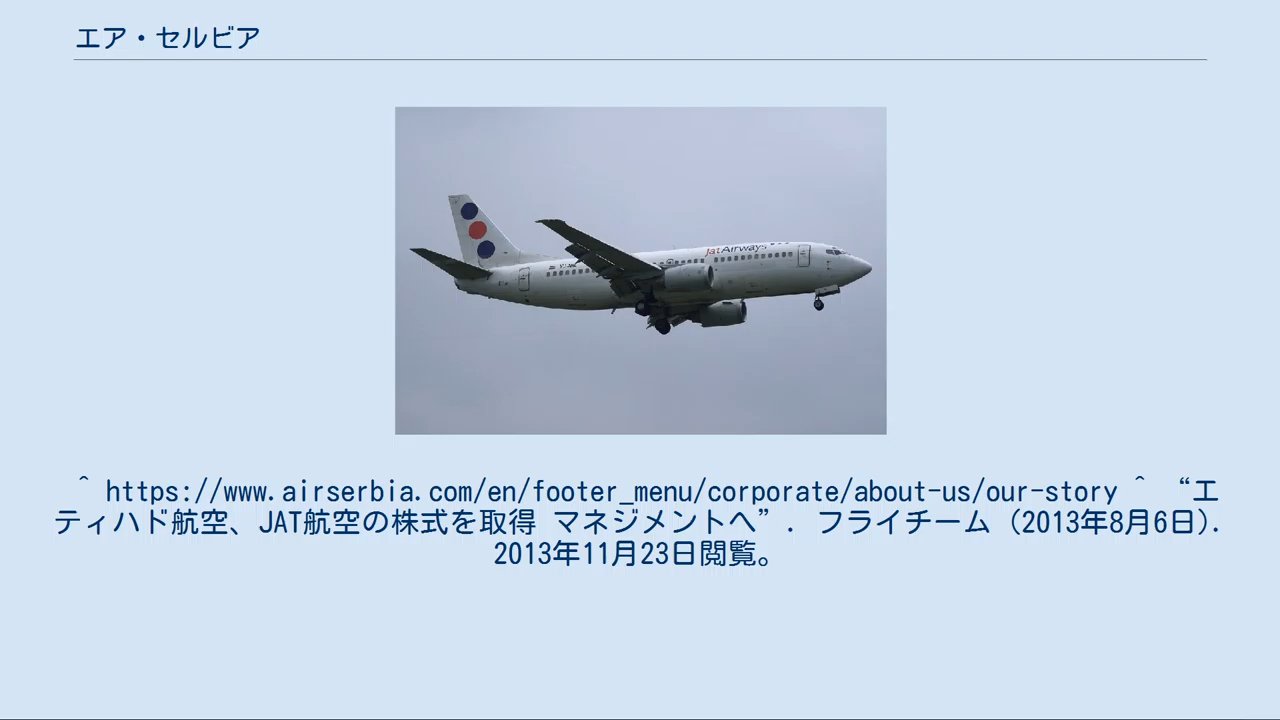 エア・セルビア
JatAirways
^ https://www.airserbia.com/en/footer_menu/corporate/about-us/our-story ^ “エ
ティハド航空、JAT航空の株式を取得 マネジメントへ”. フライチーム (2013年8月6日).
2013年11月23日閲覧。